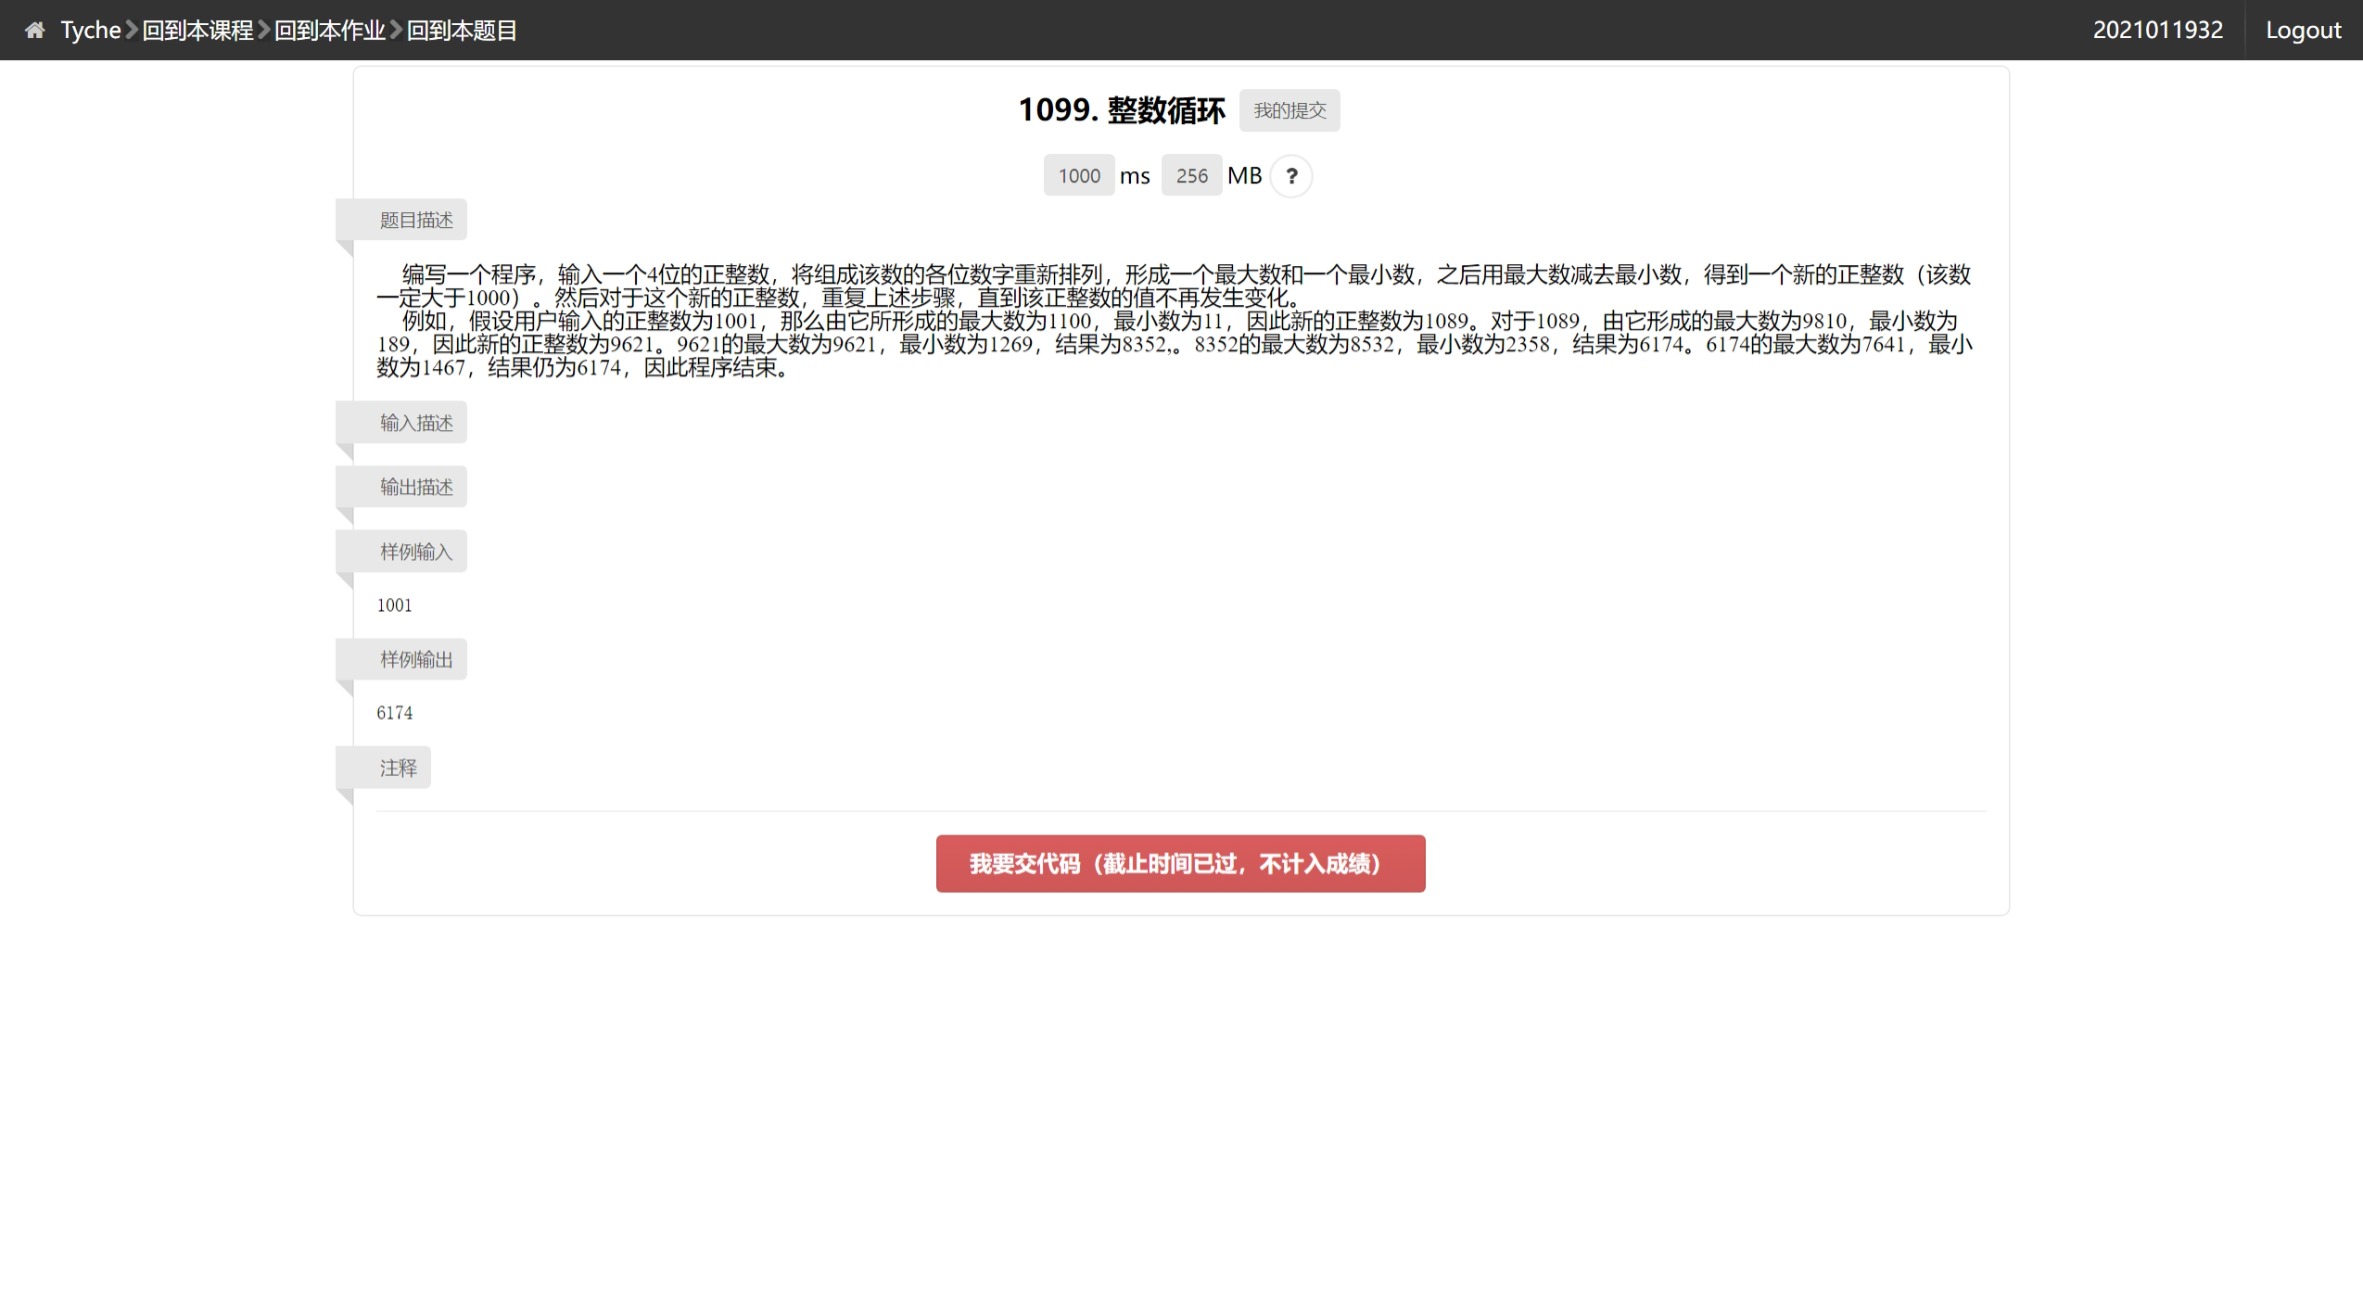 Tyche 回到本课程 回到本作业 回到本题目 2021011932 Logout
1099. 整数循环 我的提交
1000 ms 256 MB ?
题目描述
编写一个程序，输入一个4位的正整数，将组成该数的各位数字重新排列，形成一个最大数和一个最小数，之后用最大数减去最小数，得到一个新的正整数（该数
一定大于1000）。然后对于这个新的正整数，重复上述步骤，直到该正整数的值不再发生变化。
例如，假设用户输入的正整数为1001，那么由它所形成的最大数为1100，最小数为11，因此新的正整数为1089。对于1089，由它形成的最大数为9810，最小数为
189，因此新的正整数为9621。9621的最大数为9621，最小数为1269，结果为8352,。8352的最大数为8532，最小数为2358，结果为6174。6174的最大数为7641，最小
数为1467，结果仍为6174，因此程序结束。
输入描述
输出描述
样例输入
1001
样例输出
6174
注释
我要交代码（截止时间已过，不计入成绩）